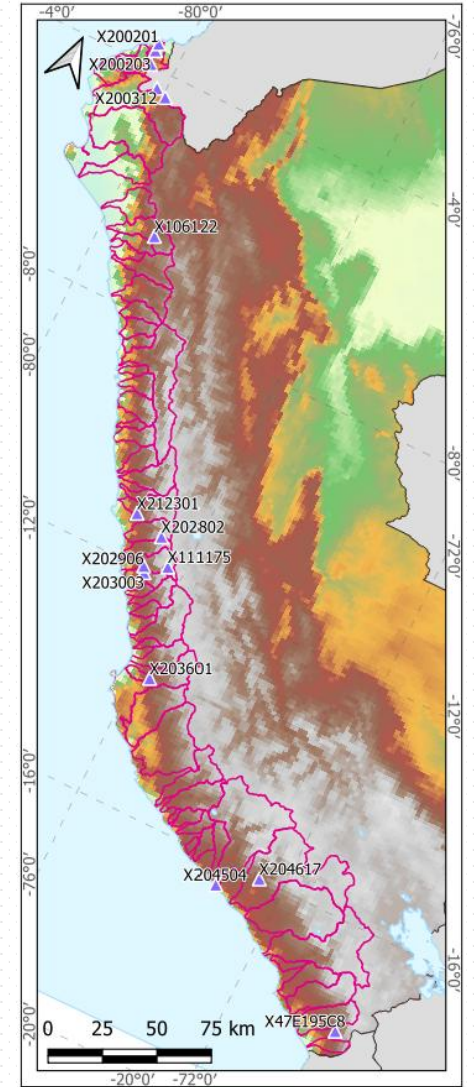 -4°0'
-80°0'
-76°0'
X200201
X200203
X200312
-4°0'
X106122
-8°0'
-80°0'
-8°0'
X212301
-12°0'
X202802
X202906
X111175
-72°0'
X203003
X203601
-12°0'
-16°0'
X204504
X204617
-76°0'
-16°0'
X47E195C8
-20°0'
0 25 50 75 km
-20°0'
-72°0'